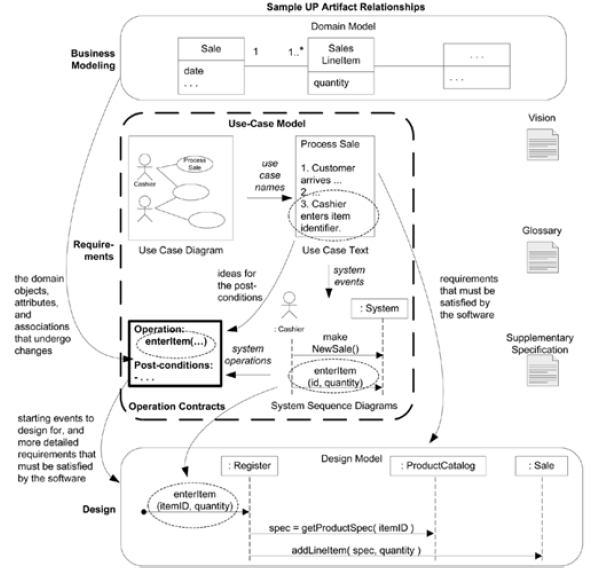 Sample UP Artifact Relationships
Domain Model
Business
Modeling
Sale
1
1..*
Sales
LineItem
. . .
date
. . .
quantity
. . .
Use-Case Model
Vision
Process
Sale
Cashier
use
case
names
Process Sale
1. Customer
arrives ...
2. ...
3. Cashier
enters item
identifier.
Require-
ments
Use Case Diagram
Use Case Text
Glossary
the domain
objects,
attributes,
and
associations
that undergo
changes
ideas for
the post-
conditions
system
events
requirements
that must be
satisfied by
the software
: Cashier
: System
Operation:
enterItem(…)
Post-conditions:
- . . .
system
operations
make
NewSale()
enterItem
(id, quantity)
Supplementary
Specification
Operation Contracts
System Sequence Diagrams
starting events to
design for, and
more detailed
requirements that
must be satisfied
by the software
Design Model
: Register
: ProductCatalog
: Sale
Design
enterItem
(itemID, quantity)
spec = getProductSpec( itemID )
addLineItem( spec, quantity )